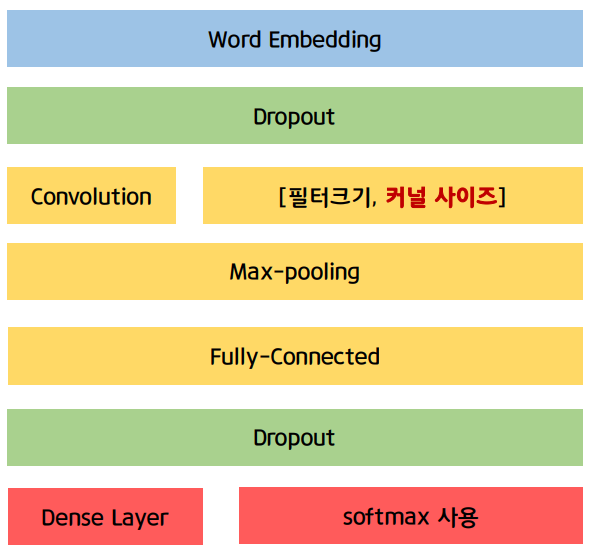 Word Embedding
Dropout
Convolution
[필터크기, 커널 사이즈]
Max-pooling
Fully-Connected
Dropout
Dense Layer
softmax 사용